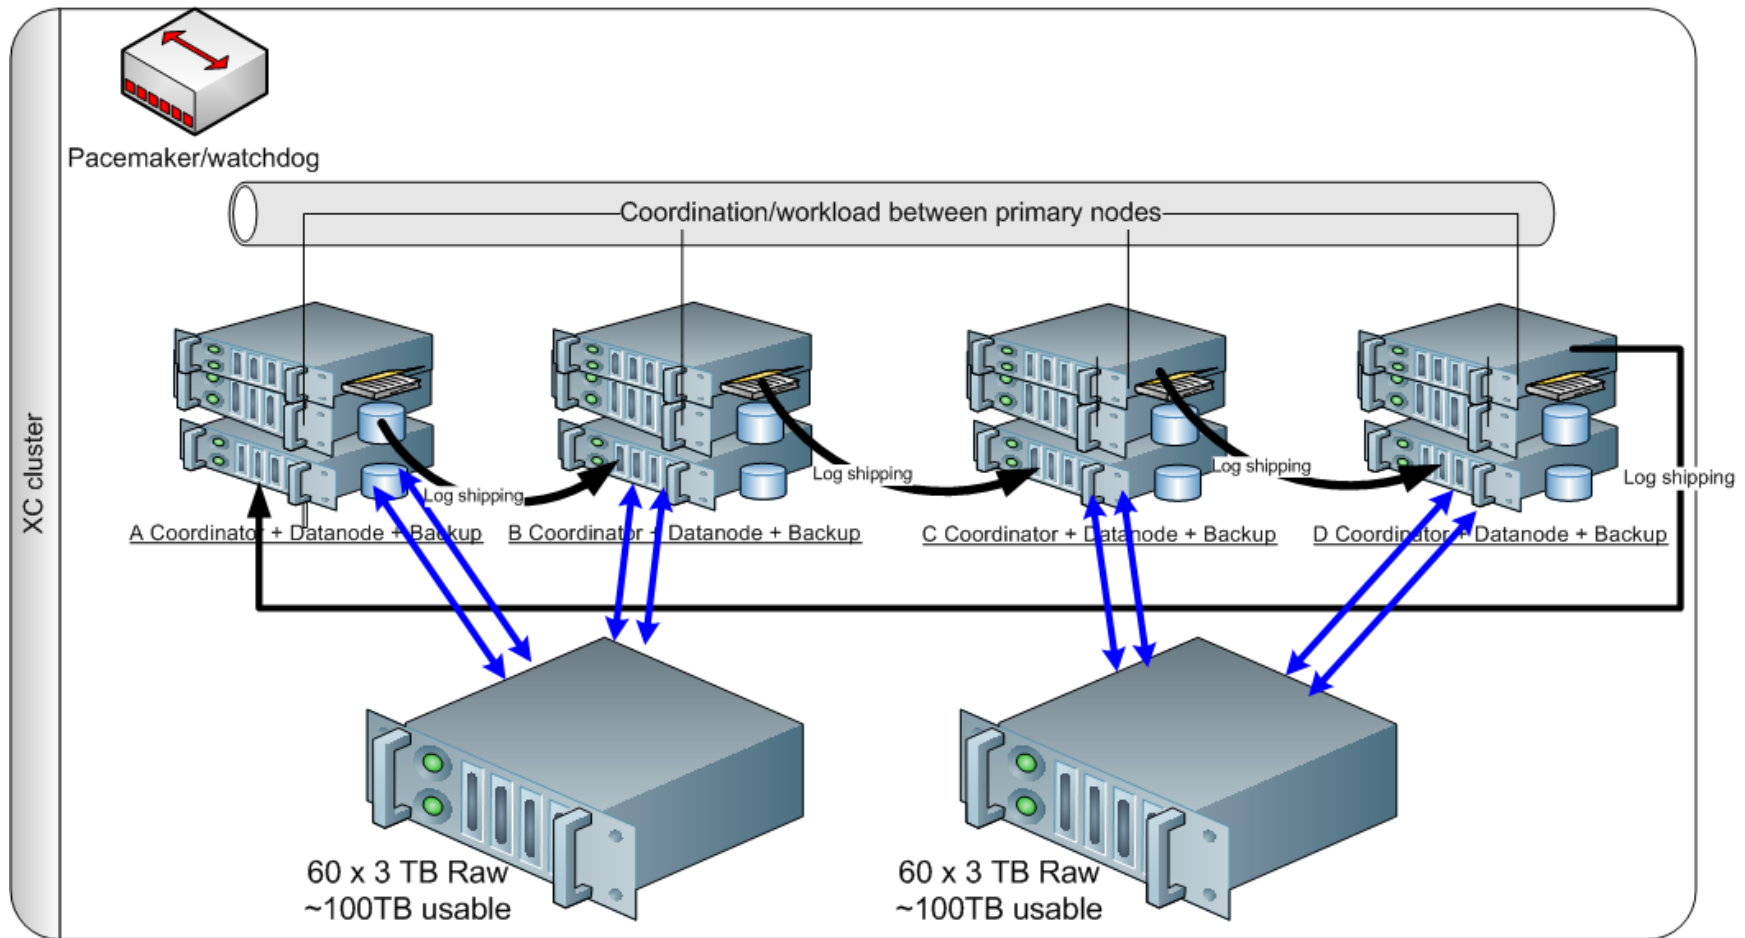 XC cluster
Pacemaker/watchdog
Coordination/workload between primary nodes
Log shipping
Log shipping
Log shipping
Log shipping
A Coordinator + Datanode + Backup
B Coordinator + Datanode + Backup
C Coordinator + Datanode + Backup
D Coordinator + Datanode + Backup
60 x 3 TB Raw
~100TB usable
60 x 3 TB Raw
~100TB usable